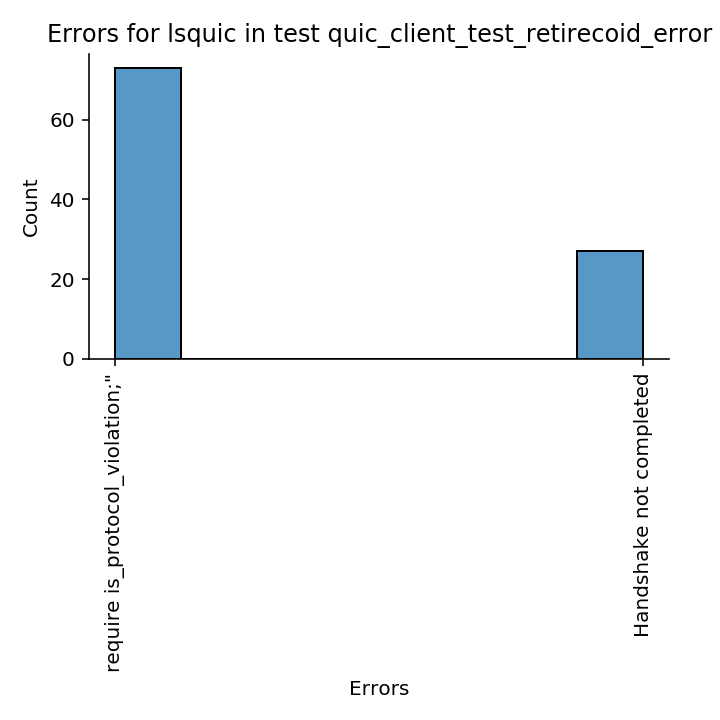 Errors for lsquic in test quic_client_test_retirecoid_error
Count
60
40
20
0
require is_protocol_violation;"
Handshake not completed
Errors